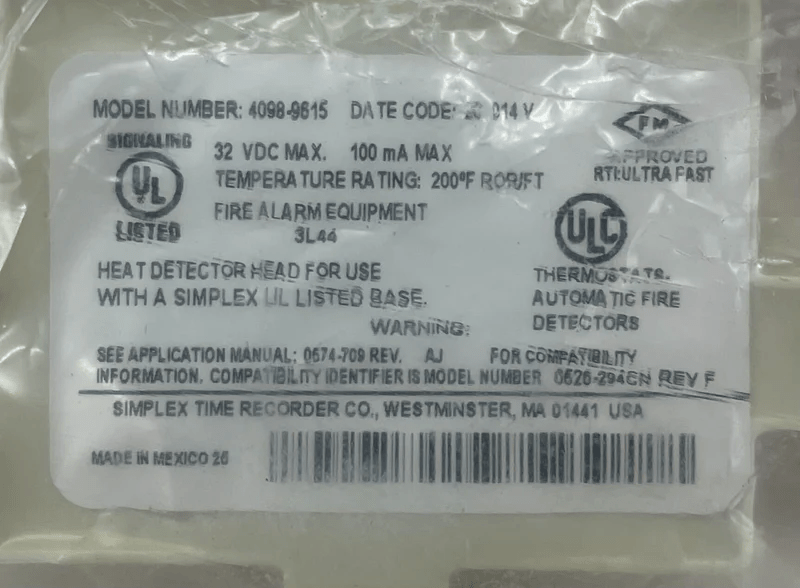 MODEL NUMBER: 4098-9615 DATE CODE: 014 V
SIGNALING
UL
LISTED
32 VDC MAX. 100 mA MAX
TEMPERATURE RATING: 200°F ROR/FT
FIRE ALARM EQUIPMENT
3L44
FM
APPROVED
RTI:ULTRA FAST
ULC
HEAT DETECTOR HEAD FOR USE
WITH A SIMPLEX UL LISTED BASE.
THERMOSTATS.
AUTOMATIC FIRE
DETECTORS
WARNING:
SEE APPLICATION MANUAL: 0574-709 REV. AJ FOR COMPATIBILITY
INFORMATION. COMPATIBILITY IDENTIFIER IS MODEL NUMBER REV F
SIMPLEX TIME RECORDER CO., WESTMINSTER, MA 01441 USA
MADE IN MEXICO 26